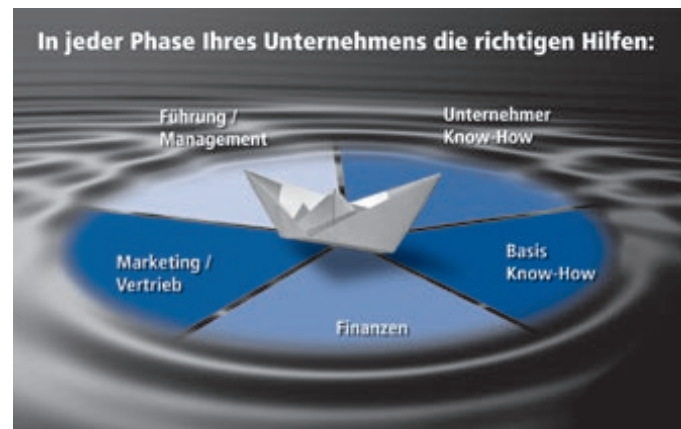 In jeder Phase Ihres Unternehmens die richtigen Hilfen:
Führung /
Management
Unternehmer
Know-How
Marketing /
Vertrieb
Basis
Know-How
Finanzen